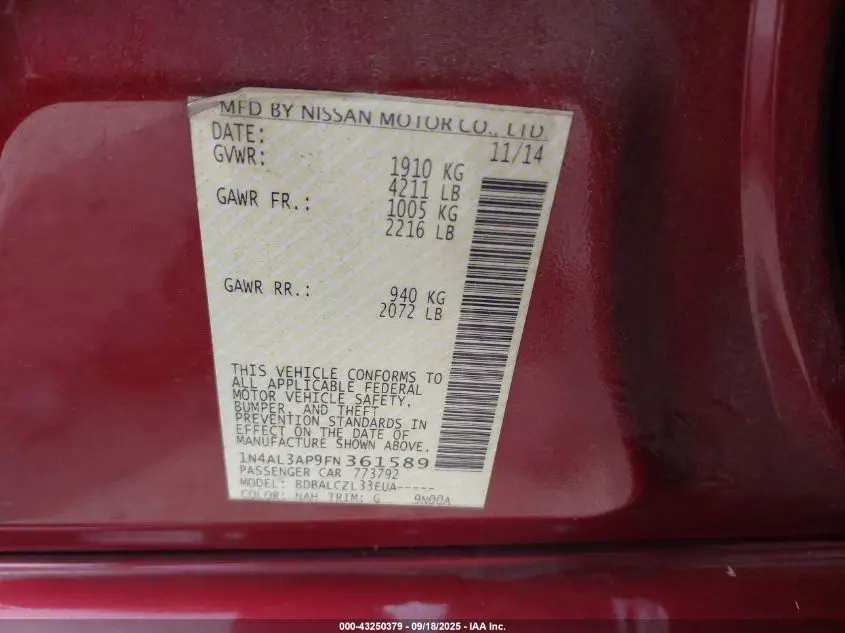 MFD BY NISSAN MOTOR CO., LTD.
DATE: 11/14
GVWR: 1910 KG
4211 LB
GAWR FR.: 1005 KG
2216 LB
GAWR RR.: 940 KG
2072 LB
THIS VEHICLE CONFORMS TO
ALL APPLICABLE FEDERAL
MOTOR VEHICLE SAFETY,
BUMPER, AND THEFT
PREVENTION STANDARDS IN
EFFECT ON THE DATE OF
MANUFACTURE SHOWN ABOVE.
1N4AL3AP9FN361589
PASSENGER CAR 773792
MODEL: BDBALCZL33EUA-----
COLOR: NAH TRIM: G 9N00A
000-43250379 - 09/18/2025 - IAA Inc.